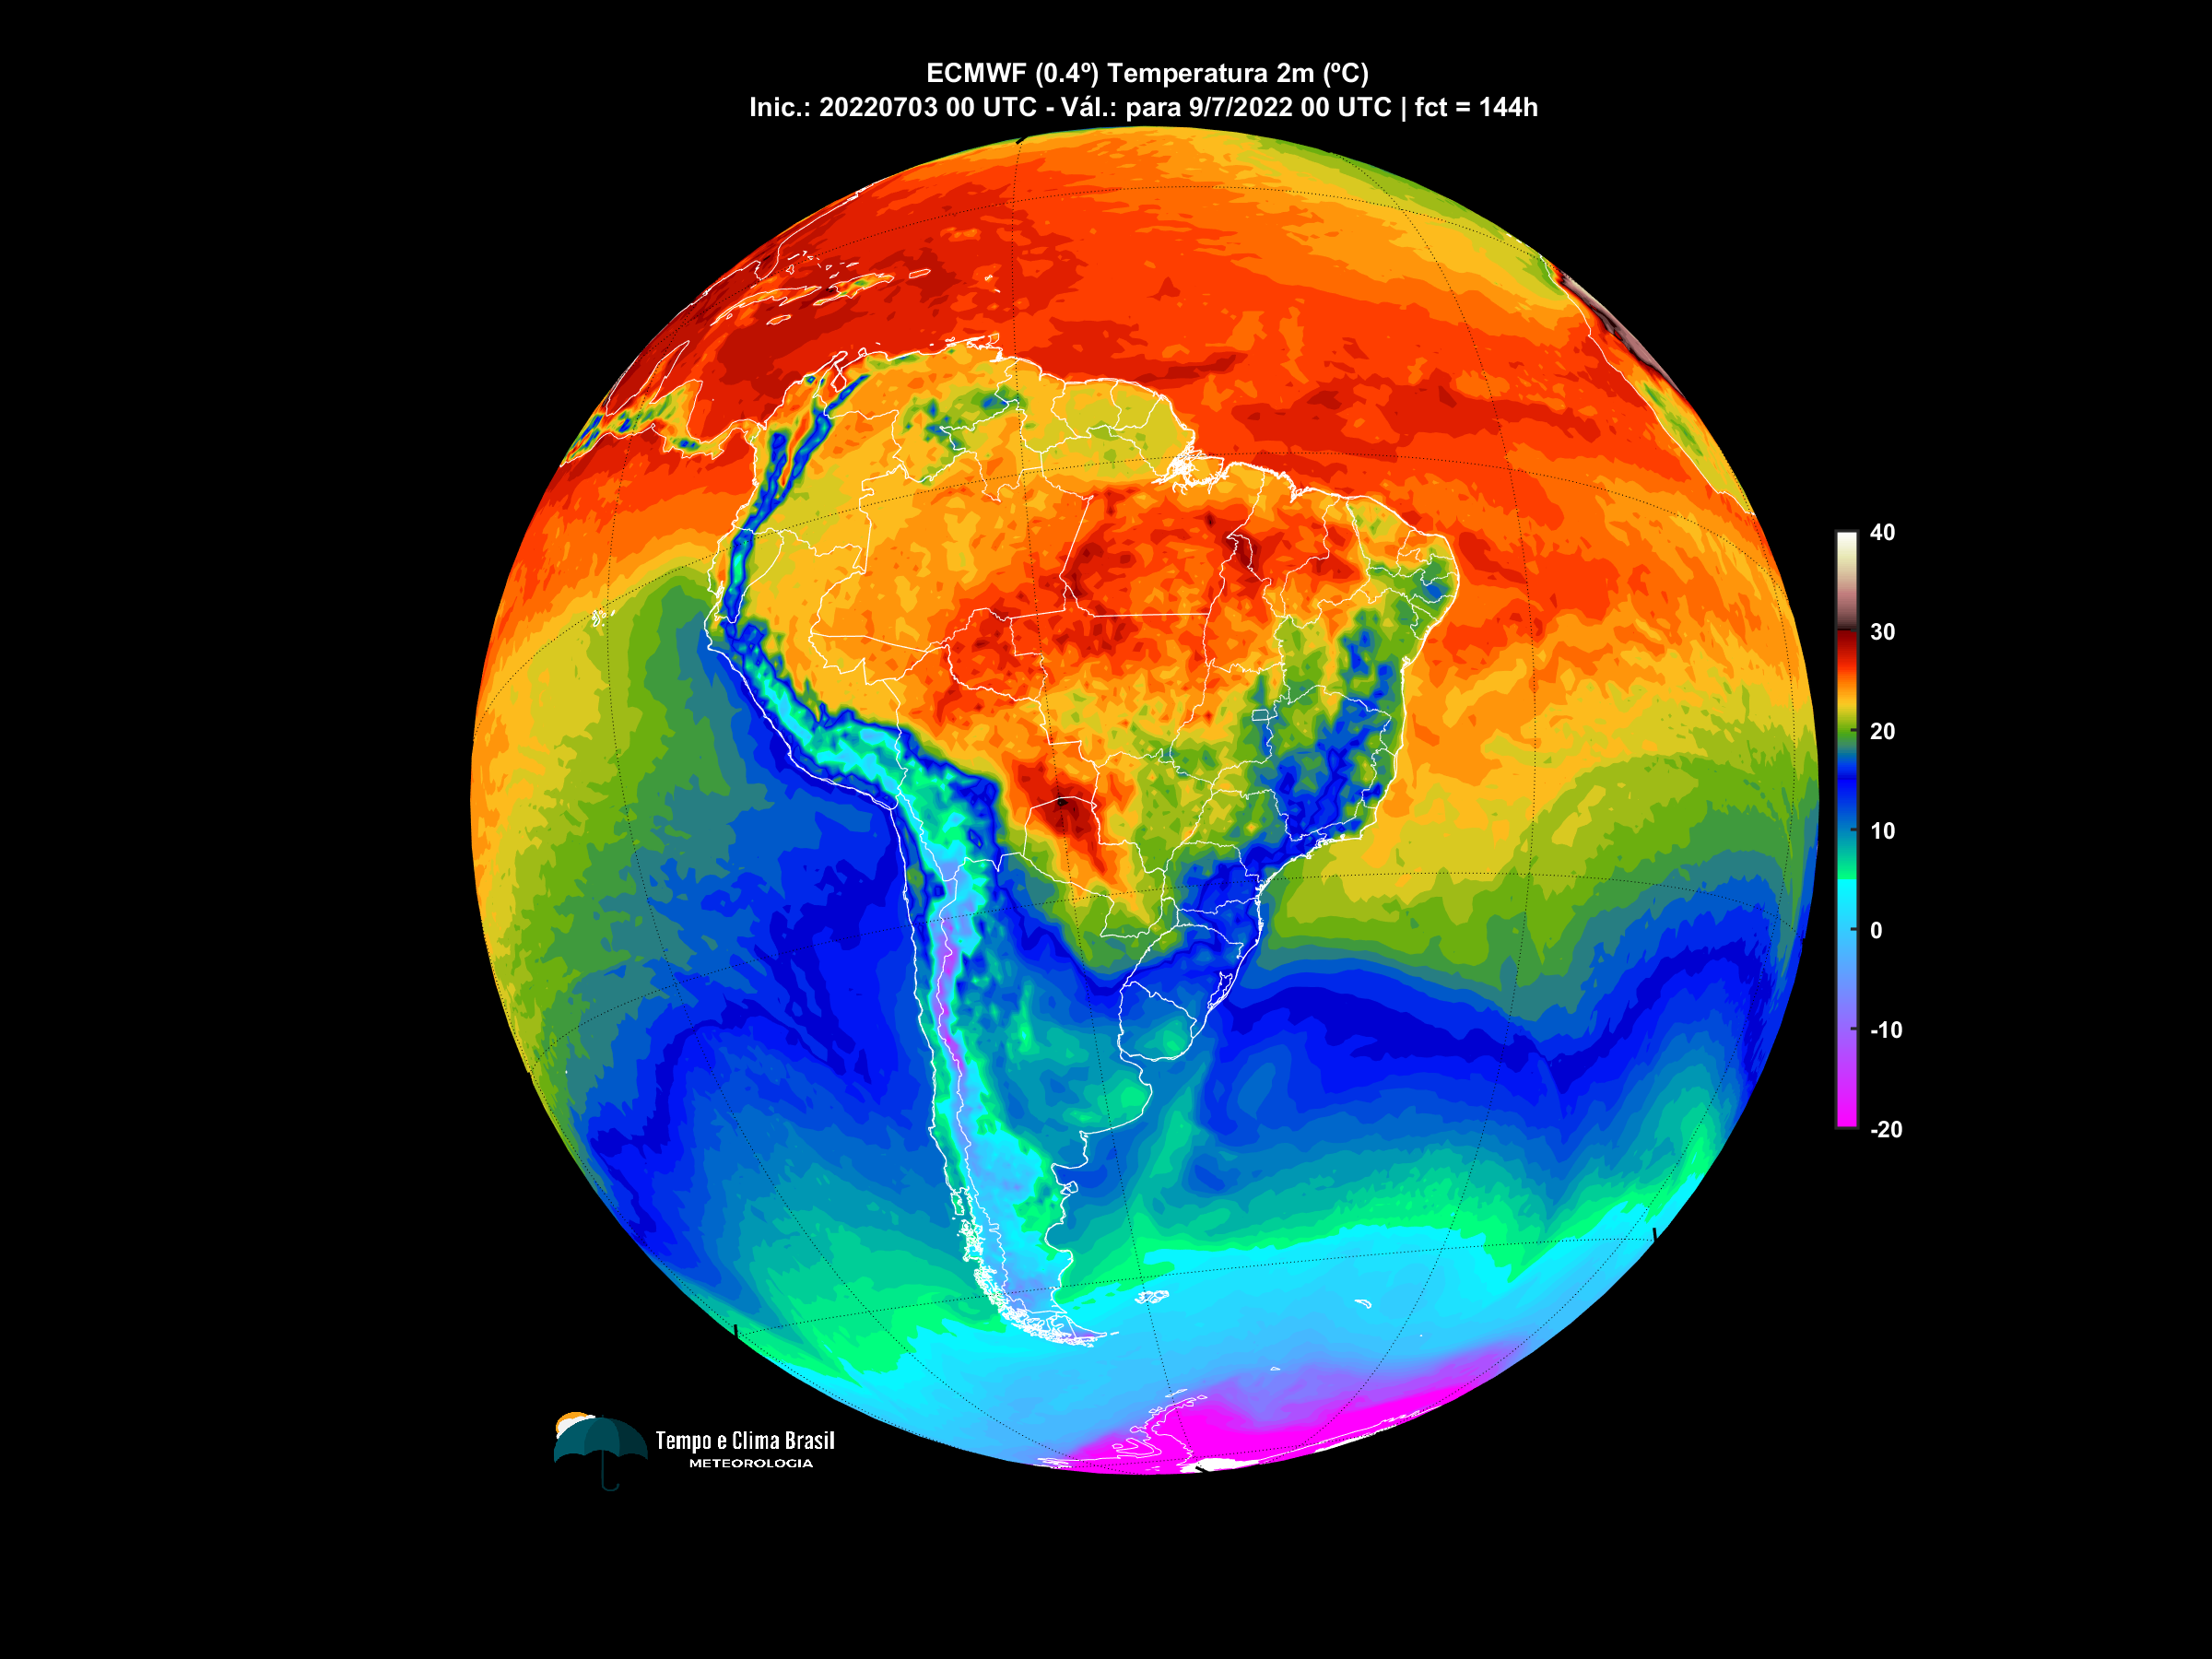 ECMWF (0.4º) Temperatura 2m (ºC)
Inic.: 20220703 00 UTC - Vál.: para 9/7/2022 00 UTC | fct = 144h
40
30
20
10
0
-10
-20
Tempo e Clima Brasil
METEOROLOGIA